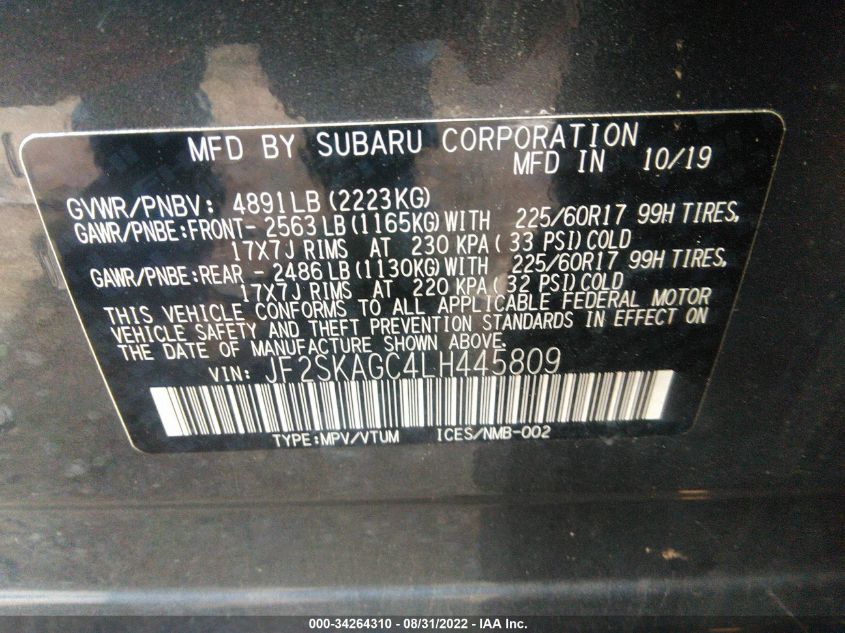 MFD BY SUBARU CORPORATION
MFD IN 10/19
GVWR/PNBV: 4891LB (2223KG)
GAWR/PNBE:FRONT- 2563LB (1165KG) WITH 225/60R17 99H TIRES,
17X7J RIMS AT 230 KPA ( 33 PSI) COLD
GAWR/PNBE:REAR - 2486LB (1130KG) WITH 225/60R17 99H TIRES,
17X7J RIMS AT 220 KPA ( 32 PSI) COLD
THIS VEHICLE CONFORMS TO ALL APPLICABLE FEDERAL MOTOR
VEHICLE SAFETY AND THEFT PREVENTION STANDARDS IN EFFECT ON
THE DATE OF MANUFACTURE SHOWN ABOVE.
VIN: JF2SKAGC4LH445809
TYPE:MPV/VTUM ICES/NMB-002
000-34264310 - 08/31/2022 - IAA Inc.